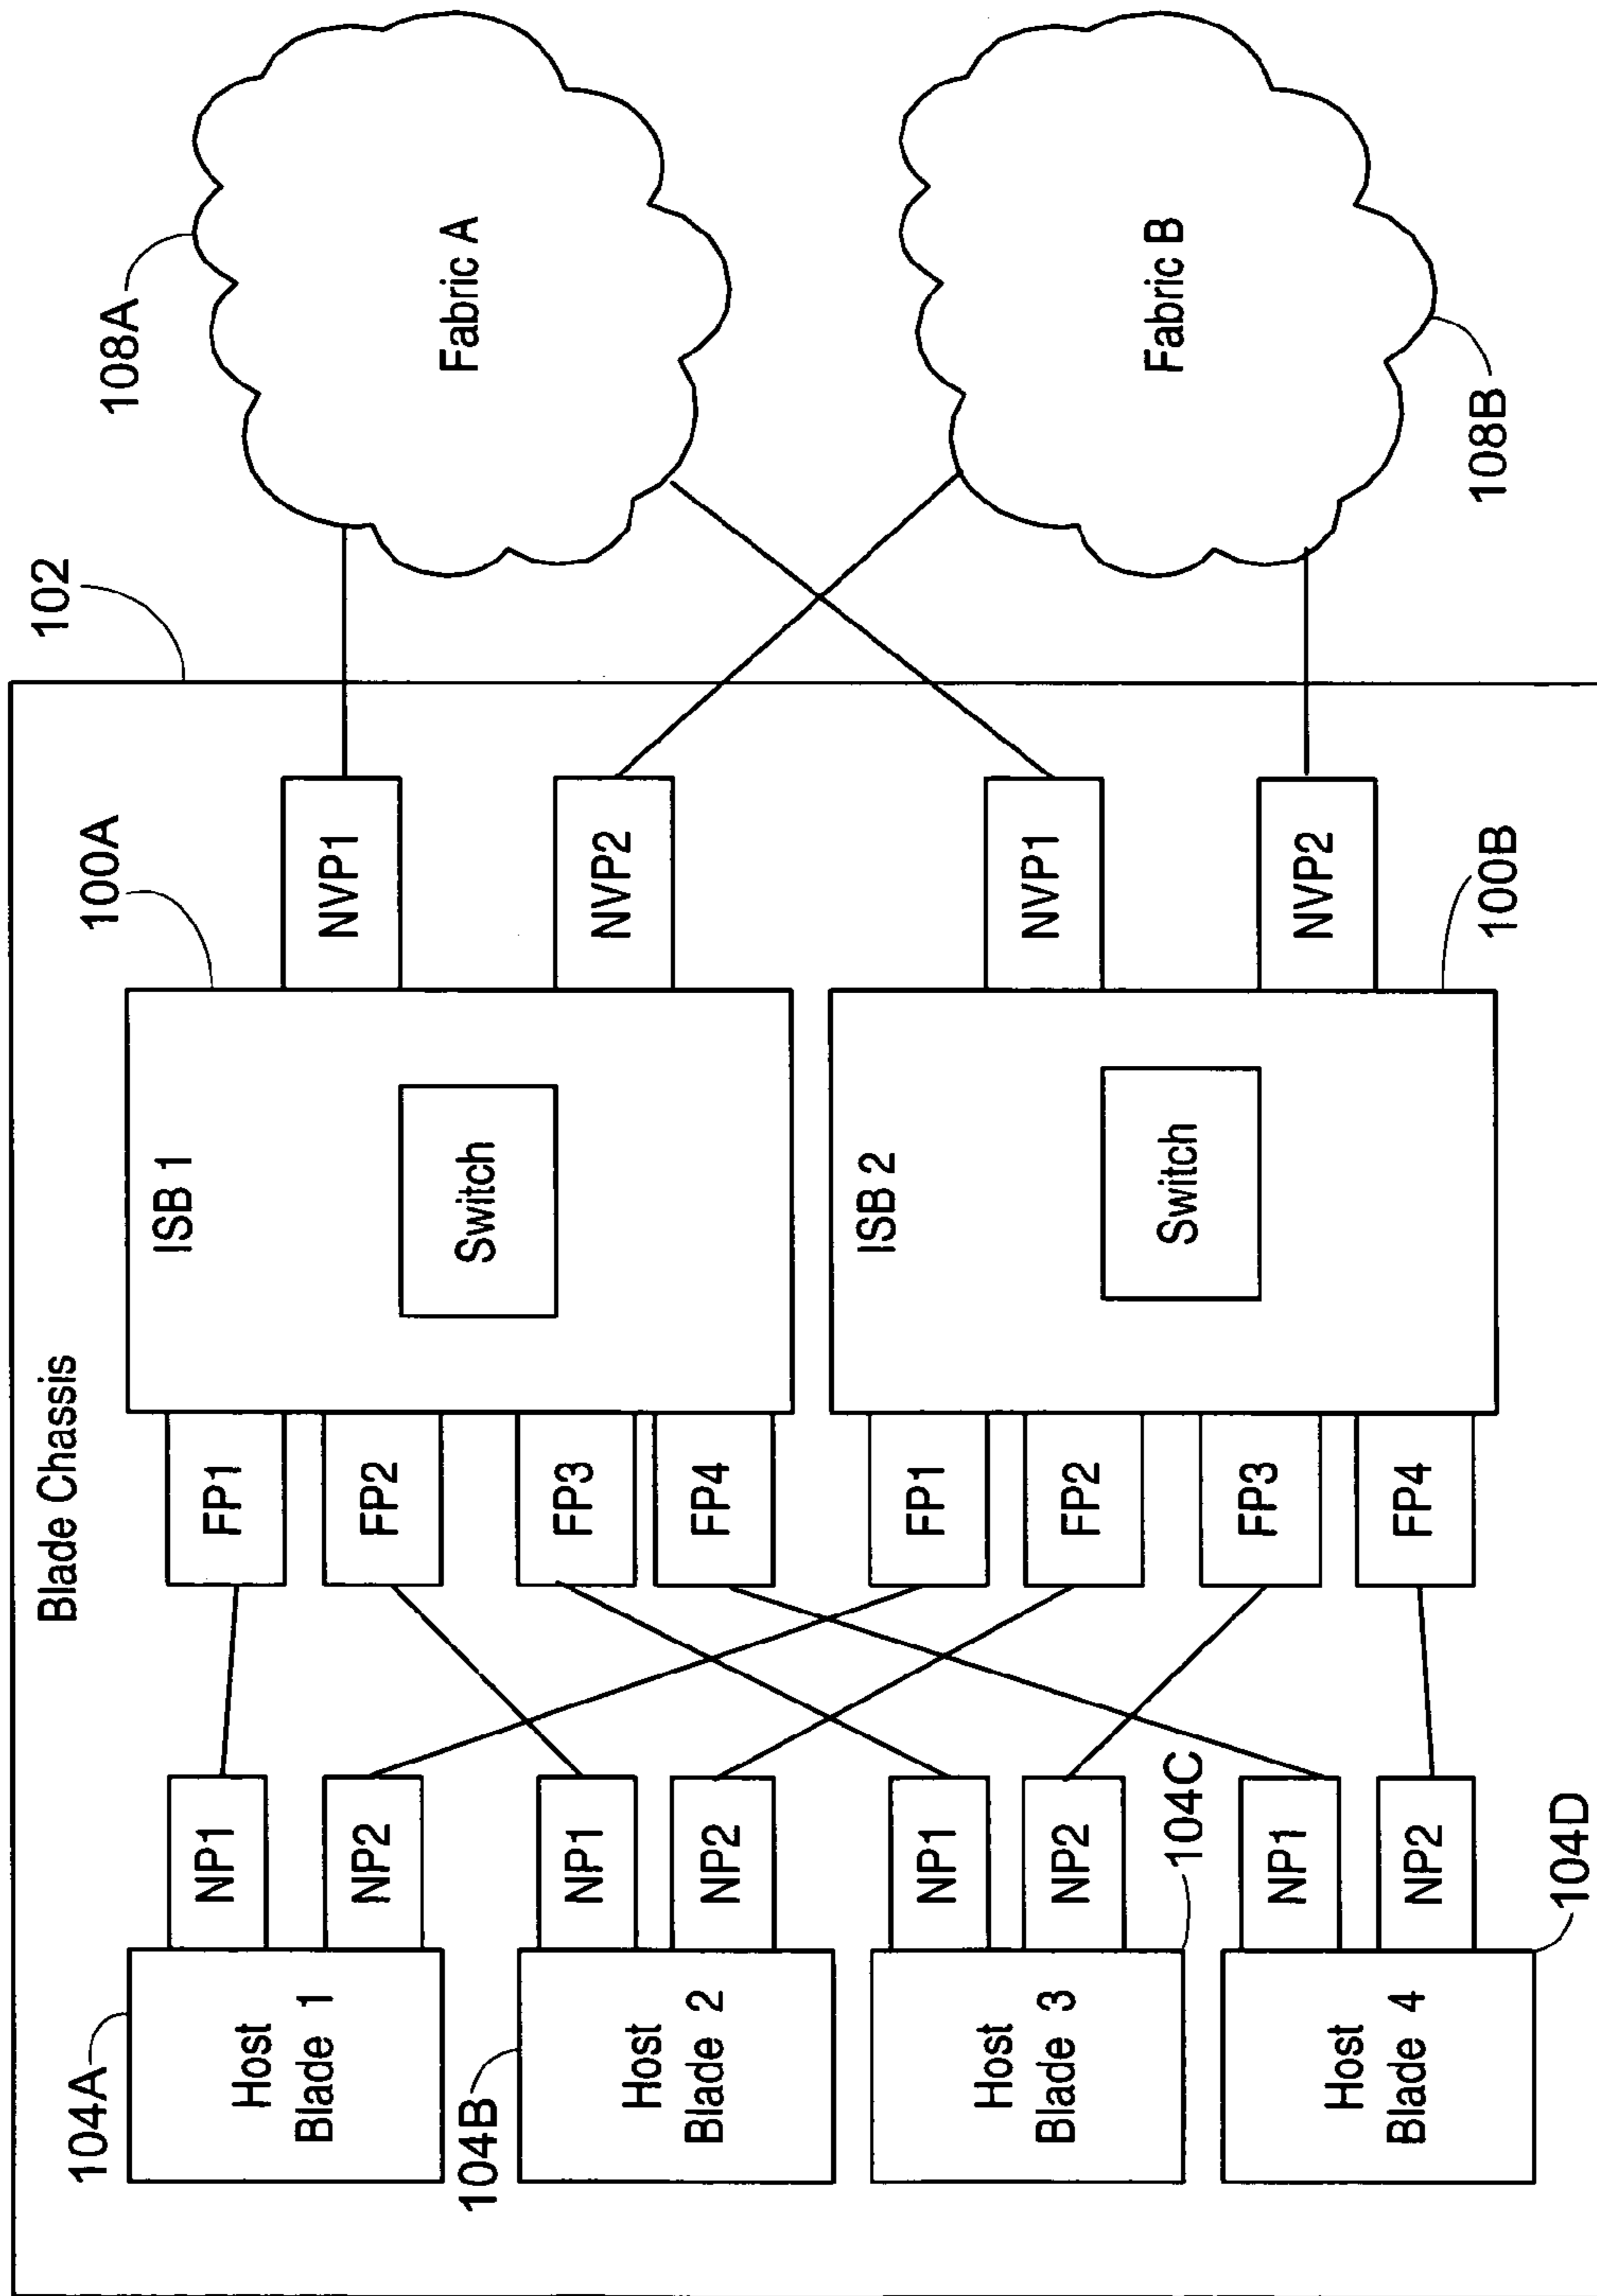 Blade Chassis
102
104A
Host
Blade 1
NP1
NP2
104B
Host
Blade 2
NP1
NP2
Host
Blade 3
NP1
NP2
104C
Host
Blade 4
NP1
NP2
104D
FP1
FP2
FP3
FP4
ISB 1
Switch
100A
NVP1
NVP2
FP1
FP2
FP3
FP4
ISB 2
Switch
NVP1
NVP2
100B
108A
Fabric A
Fabric B
108B